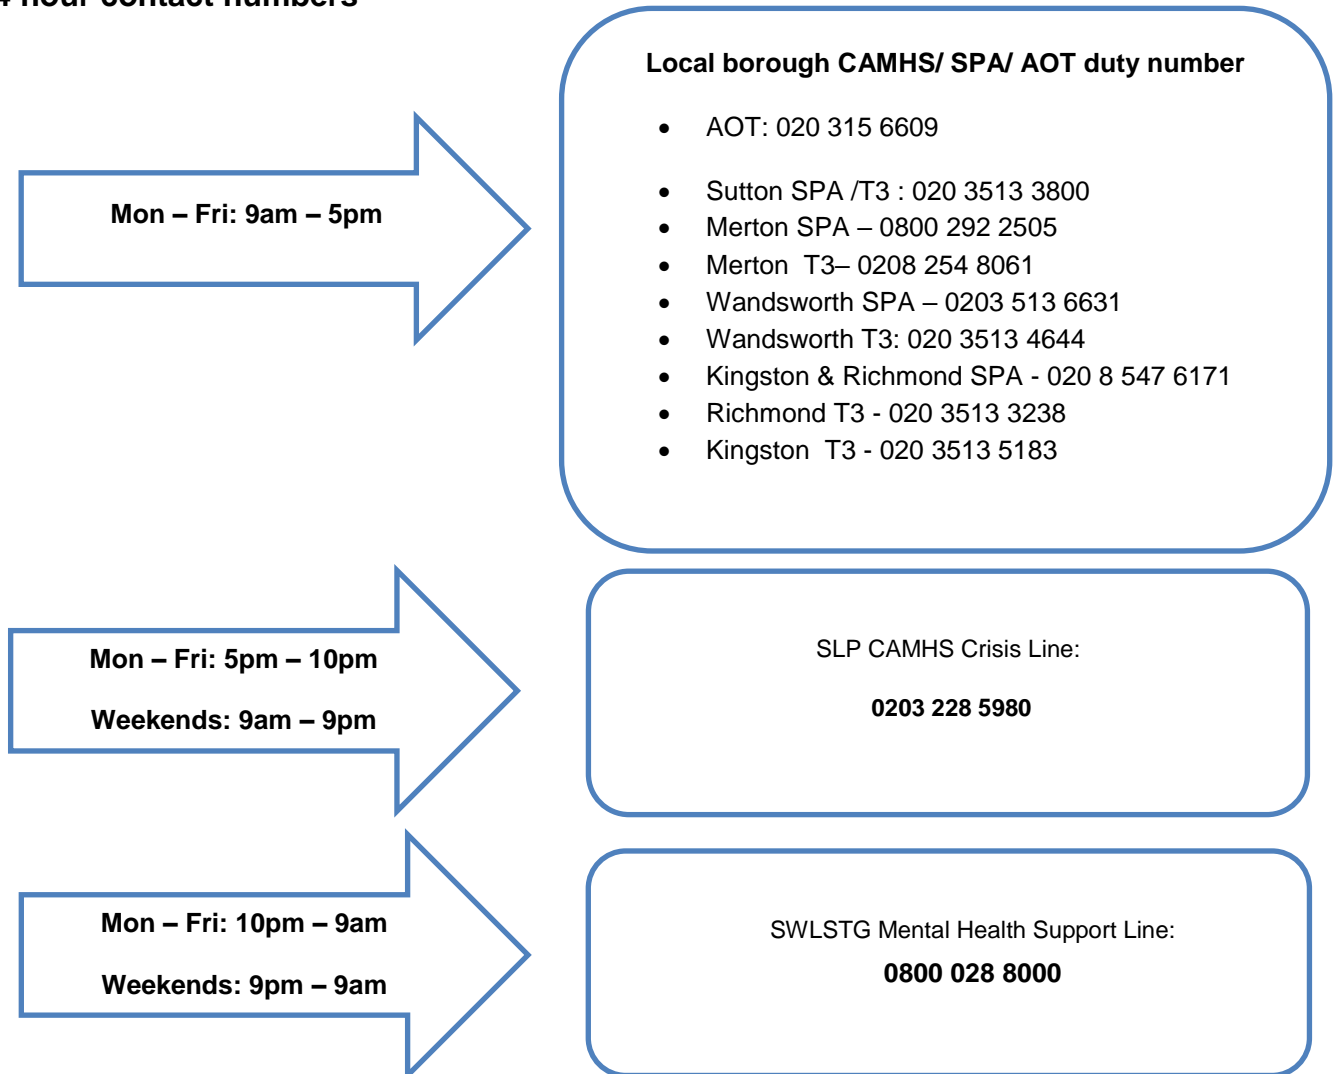 4 hour contact numbers
Local borough CAMHS/ SPA/ AOT duty number
Mon – Fri: 9am – 5pm
• AOT: 020 315 6609
• Sutton SPA /T3 : 020 3513 3800
• Merton SPA – 0800 292 2505
• Merton  T3– 0208 254 8061
• Wandsworth SPA – 0203 513 6631
• Wandsworth T3: 020 3513 4644
• Kingston & Richmond SPA - 020 8 547 6171
• Richmond T3 - 020 3513 3238
• Kingston  T3 - 020 3513 5183
Mon – Fri: 5pm – 10pm
Weekends: 9am – 9pm
SLP CAMHS Crisis Line:
0203 228 5980
Mon – Fri: 10pm – 9am
Weekends: 9pm – 9am
SWLSTG Mental Health Support Line:
0800 028 8000